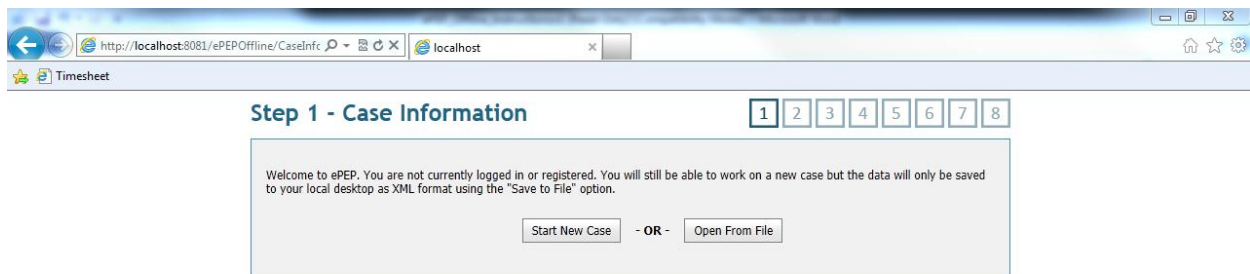 http://localhost:8081/ePEPOffline/CaseInfc
localhost
Timesheet
Step 1 - Case Information
1 2 3 4 5 6 7 8
Welcome to ePEP. You are not currently logged in or registered. You will still be able to work on a new case but the data will only be saved
to your local desktop as XML format using the "Save to File" option.
Start New Case - OR - Open From File